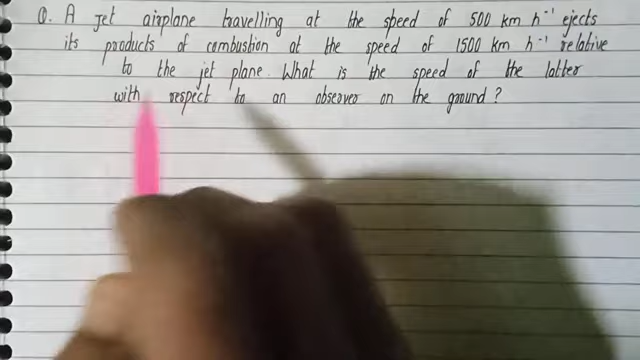 Q. A jet airplane travelling at the speed of 500 km h⁻¹ ejects
its products of combustion at the speed of 1500 km h⁻¹ relative
to the jet plane. What is the speed of the latter
with respect to an observer on the ground?